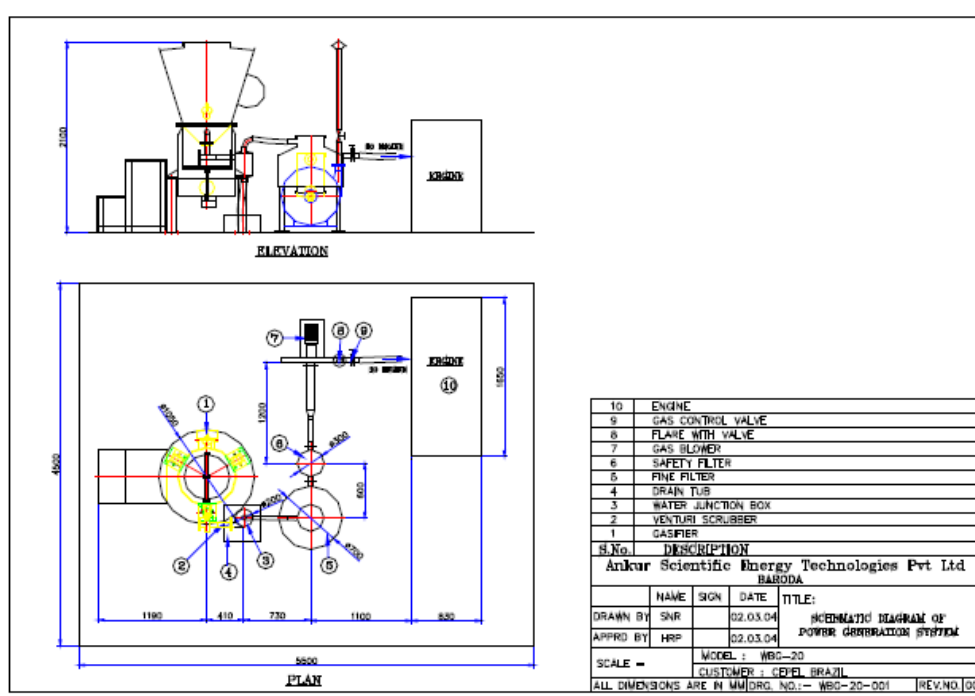 2100
TO ENGINE
ENGINE
ELEVATION
7
8
9
ENGINE
TO ENGINE
10
1650
1
ø1050
1200
4500
6
ø300
600
ø200
2
4
3
5
ø700
1190
410
730
1100
5500
PLAN
10 ENGINE
9 GAS CONTROL VALVE
8 FLARE WITH VALVE
7 GAS BLOWER
6 SAFETY FILTER
5 FINE FILTER
4 DRAIN TUB
3 WATER JUNCTION BOX
2 VENTURI SCRUBBER
1 GASIFIER
S.No. DESCRIPTION
Ankur Scientific Energy Technologies Pvt Ltd
BARODA
NAME SIGN DATE TITLE:
DRAWN BY SNR 02.03.04 SCHEMATIC DIAGRAM OF
APPRD BY HRP 02.03.04 POWER GENERATION SYSTEM
SCALE - MODEL : WBG-20
CUSTOMER : CEPEL BRAZIL
ALL DIMENSIONS ARE IN MM DRG. NO.:- WBG-20-001 REV.NO.